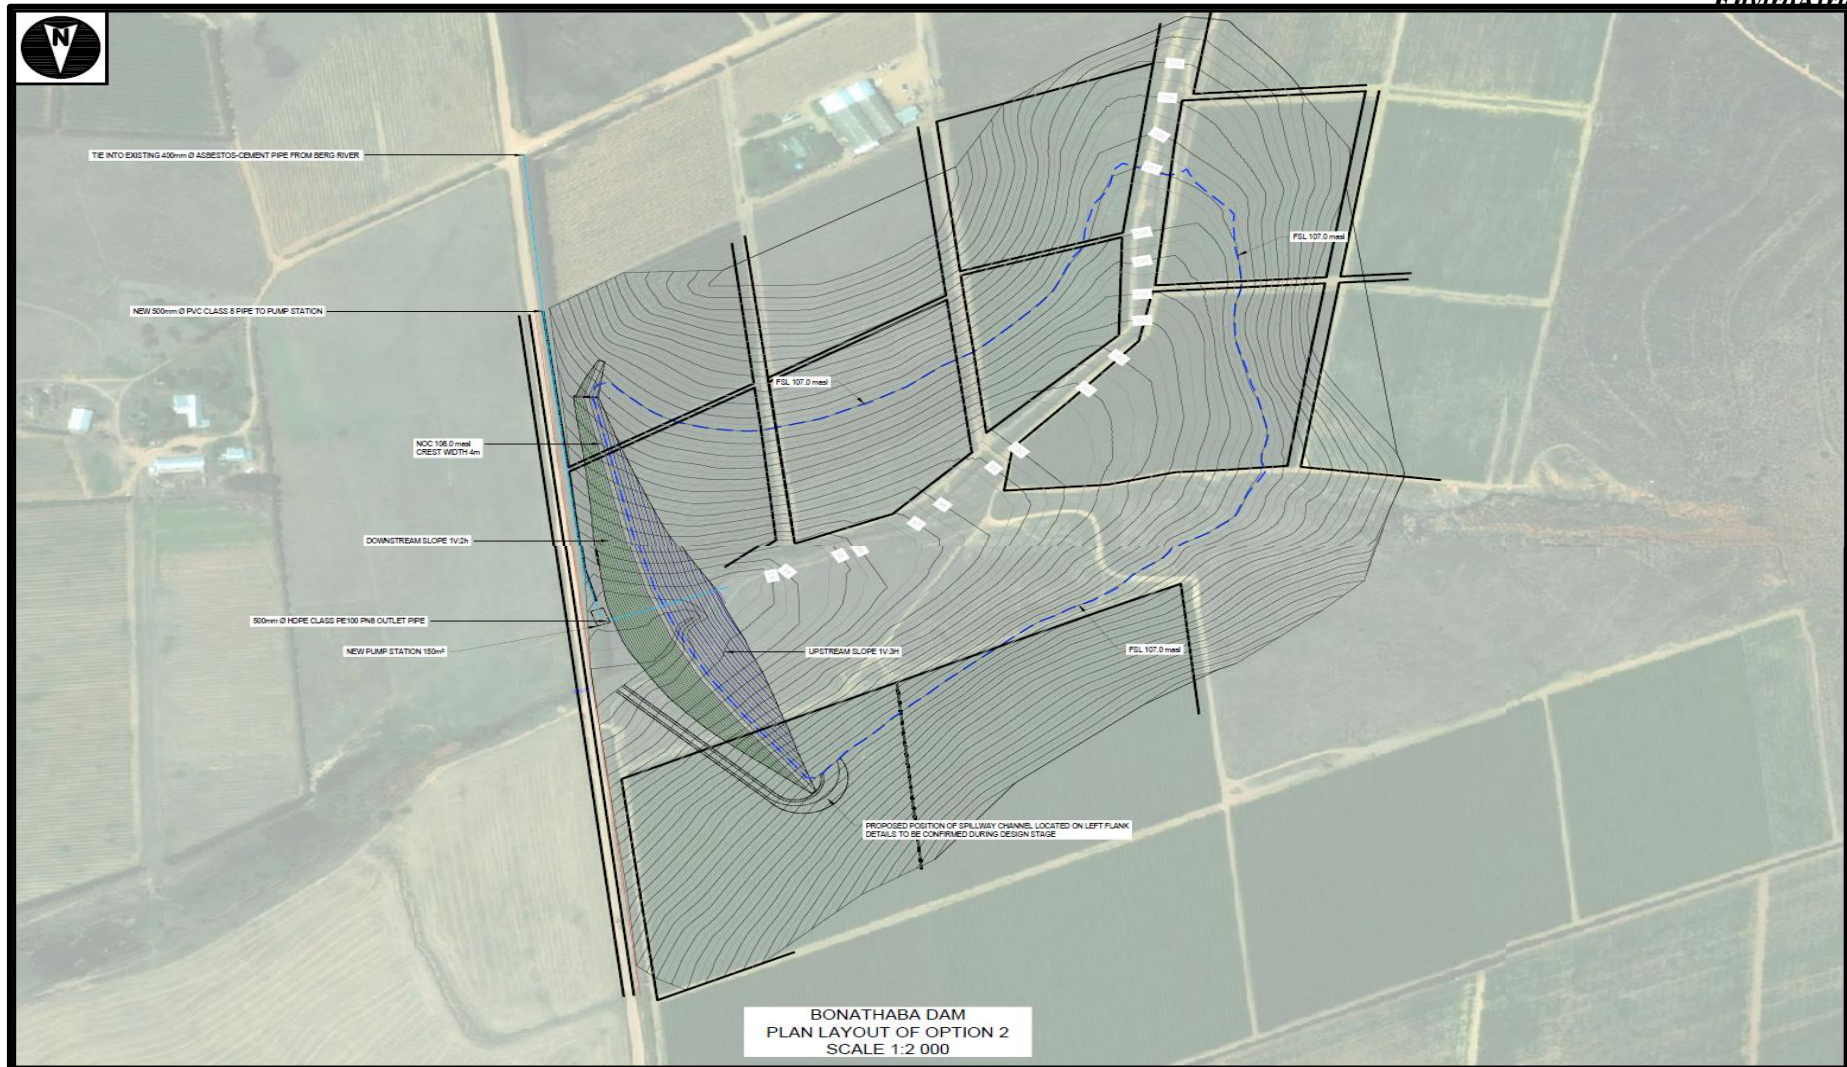 N
TIE INTO EXISTING 400mm Ø ASBESTOS-CEMENT PIPE FROM BERG RIVER
FSL 107.0 masl
NEW 500mm Ø PVC CLASS 6 PIPE TO PUMP STATION
FSL 107.0 masl
NOC 108.0 masl
CREST WIDTH 4m
DOWNSTREAM SLOPE 1V:2h
500mm Ø HDPE CLASS PE100 PN8 OUTLET PIPE
NEW PUMP STATION 150m²
UPSTREAM SLOPE 1V:3H
FSL 107.0 masl
PROPOSED POSITION OF SPILLWAY CHANNEL LOCATED ON LEFT FLANK
DETAILS TO BE CONFIRMED DURING DESIGN STAGE
BONATHABA DAM
PLAN LAYOUT OF OPTION 2
SCALE 1:2 000